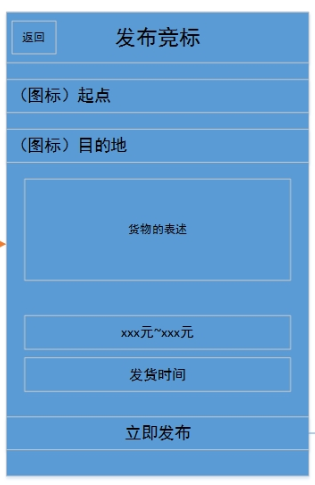 返回
发布竞标
（图标）起点
（图标）目的地
货物的表述
xxx元~xxx元
发货时间
立即发布